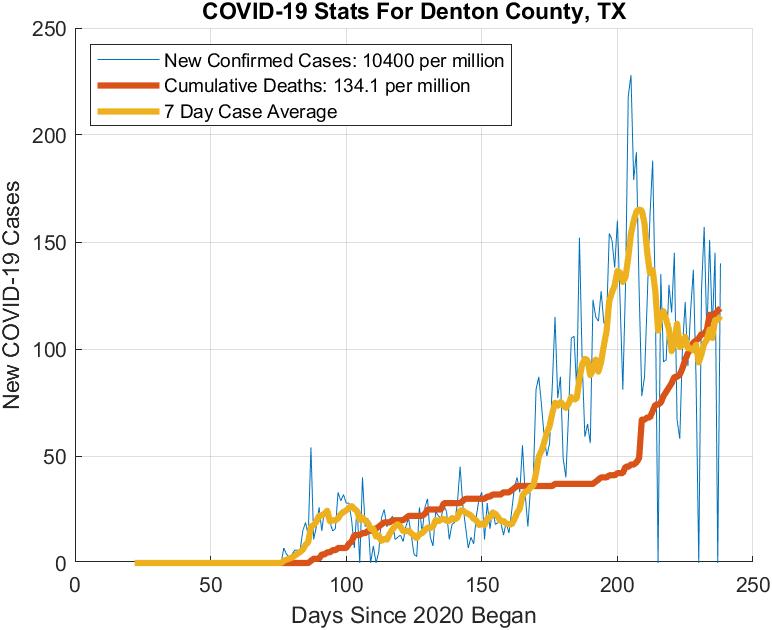 COVID-19 Stats For Denton County, TX
250
New Confirmed Cases: 10400 per million
Cumulative Deaths: 134.1 per million
7 Day Case Average
200
150
100
50
0
New COVID-19 Cases
0 50 100 150 200 250
Days Since 2020 Began